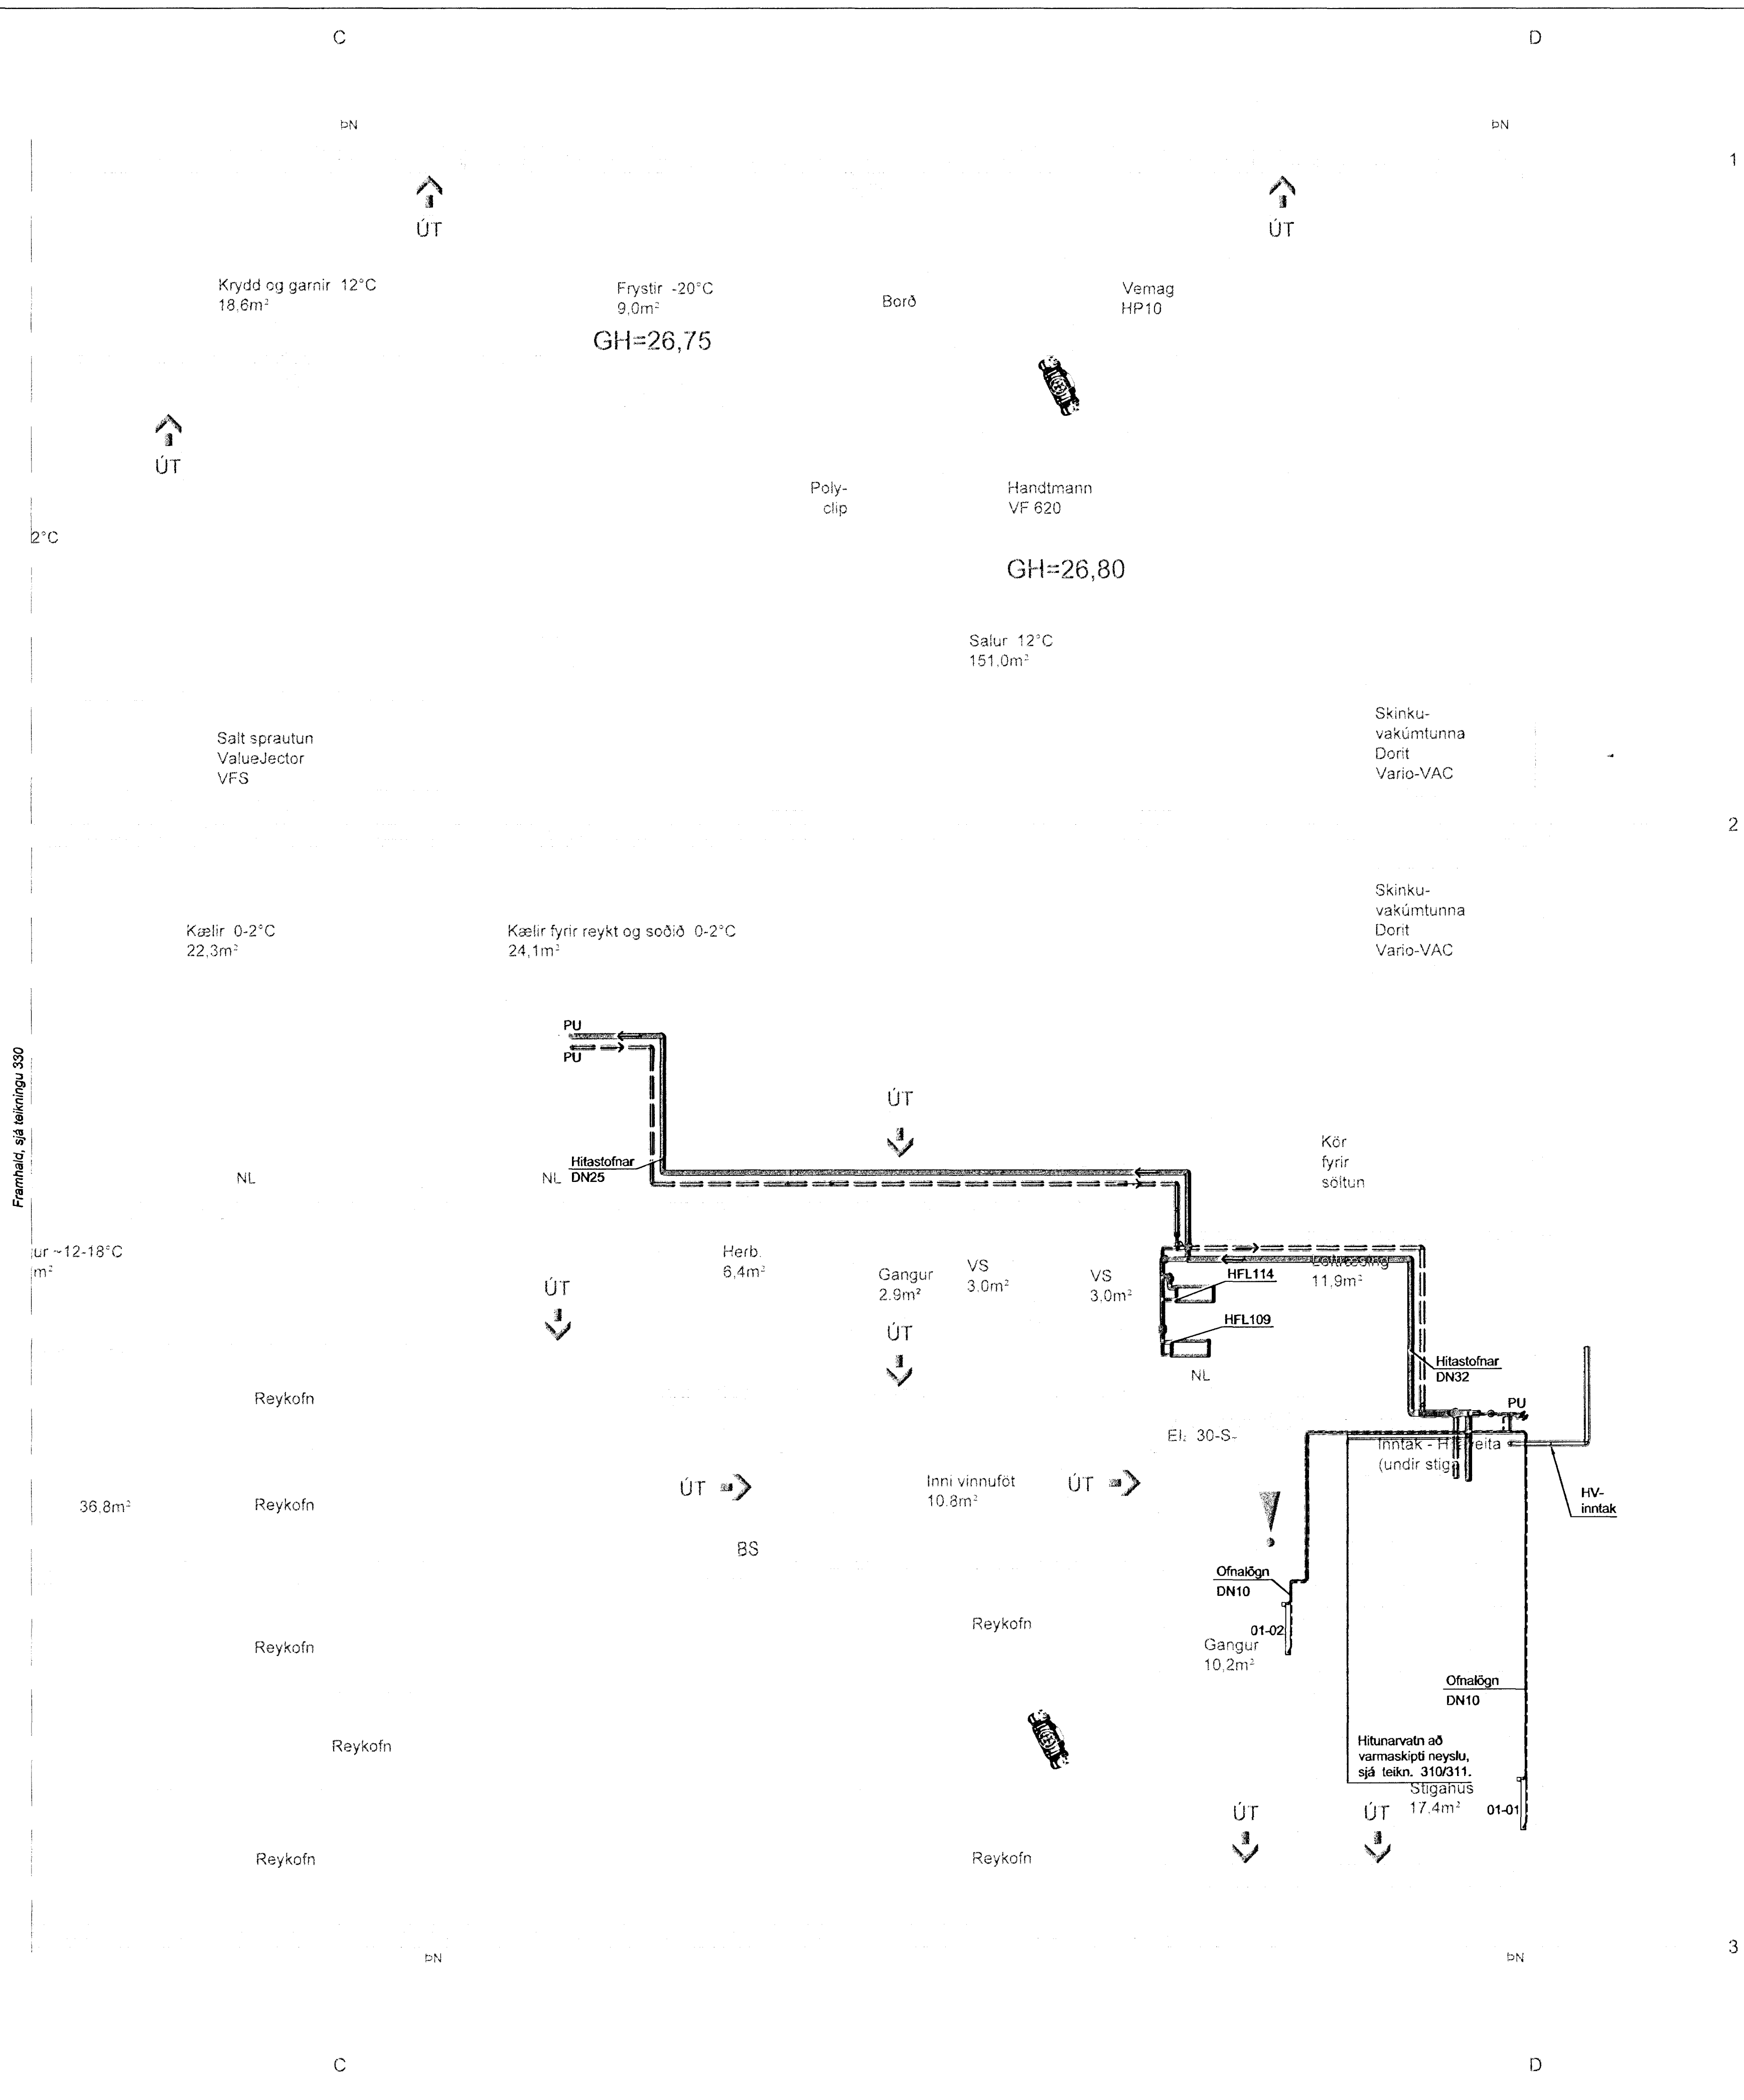 C
D
ÞN
ÞN
1
ÚT
ÚT
Krydd og garnir 12°C
18,6m²
Frystir -20°C
9,0m²
GH=26,75
Borð
Vemag
HP10
ÚT
Poly-
clip
Handtmann
VF 620
2°C
GH=26,80
Salur 12°C
151,0m²
Skinku-
vakúmtunna
Dorit
Vario-VAC
Salt sprautun
ValueJector
VFS
2
Skinku-
vakúmtunna
Dorit
Vario-VAC
Kælir 0-2°C
22,3m²
Kælir fyrir reykt og soðið 0-2°C
24,1m²
PU
PU
Framhald, sjá teikningu 330
ÚT
Kör
fyrir
söltun
NL
NL
Hitastofnar
DN25
ur ~12-18°C
m²
Herb.
6,4m²
Gangur
2.9m²
VS
3.0m²
VS
3,0m²
HFL114
Loftræsing
11,9m²
HFL109
ÚT
ÚT
NL
Hitastofnar
DN32
Reykofn
PU
EI 30-S-
Inntak - H
eita
(undir stig
HV-
inntak
36,8m²
Reykofn
ÚT
Inni vinnuföt
10.8m²
ÚT
BS
Ofnalögn
DN10
Reykofn
01-02
Gangur
10,2m²
Reykofn
Ofnalögn
DN10
Reykofn
Hitunarvatn að
varmaskipti neyslu,
sjá teikn. 310/311.
Stigahús
17.4m²
01-01
ÚT
ÚT
Reykofn
Reykofn
ÞN
ÞN
3
C
D